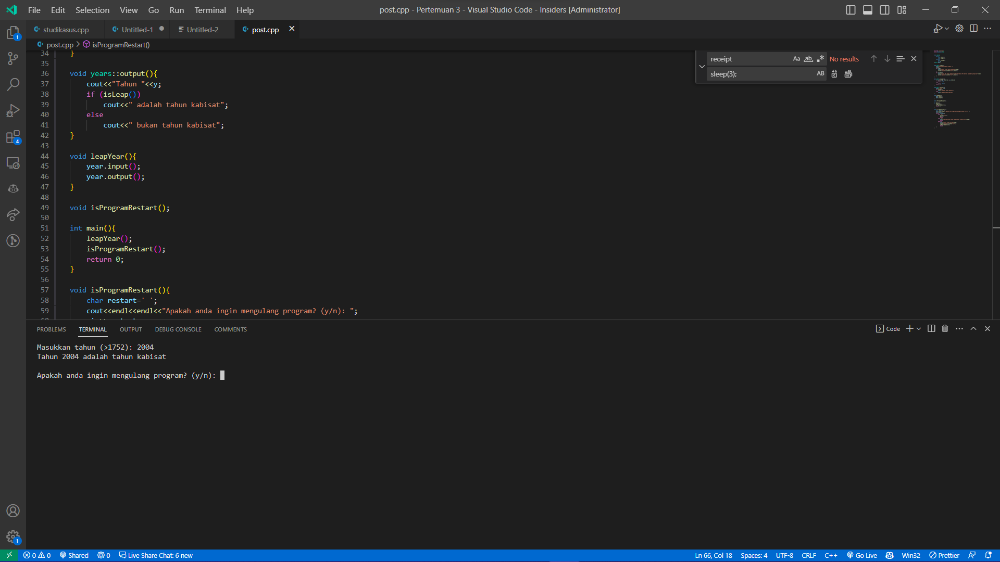 File Edit Selection View Go Run Terminal Help
post.cpp - Pertemuan 3 - Visual Studio Code - Insiders [Administrator]
studikasus.cpp Untitled-1 Untitled-2 post.cpp
post.cpp > isProgramRestart()
receipt Aa ab .* No results
sleep(3); AB
34 }
35
36 void years::output(){
37 cout<<"Tahun "<<y;
38 if (isLeap())
39 cout<<" adalah tahun kabisat";
40 else
41 cout<<" bukan tahun kabisat";
42 }
43
44 void leapYear(){
45 year.input();
46 year.output();
47 }
48
49 void isProgramRestart();
50
51 int main(){
52 leapYear();
53 isProgramRestart();
54 return 0;
55 }
56
57 void isProgramRestart(){
58 char restart=' ';
59 cout<<endl<<endl<<"Apakah anda ingin mengulang program? (y/n): ";
PROBLEMS TERMINAL OUTPUT DEBUG CONSOLE COMMENTS Code
Masukkan tahun (>1752): 2004
Tahun 2004 adalah tahun kabisat
Apakah anda ingin mengulang program? (y/n):
1
4
1
0 0 Shared 0 Live Share Chat: 6 new Ln 66, Col 18 Spaces: 4 UTF-8 CRLF C++ Go Live Win32 Prettier